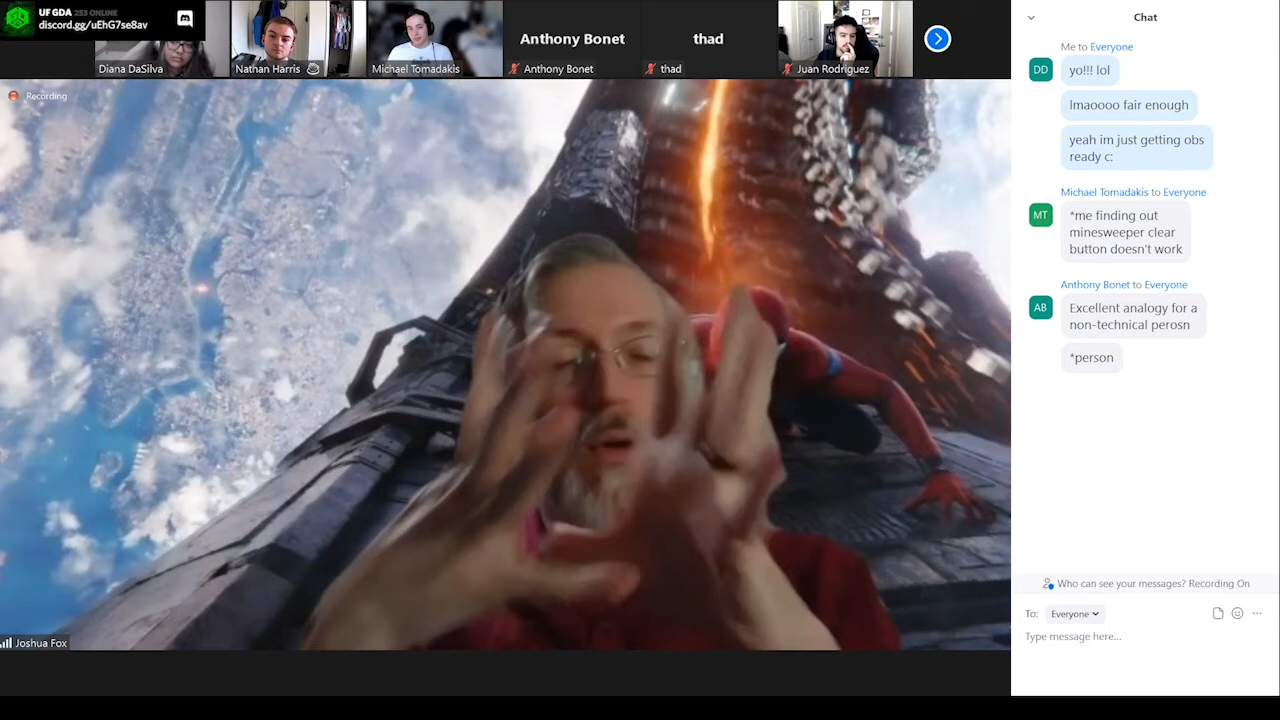 UF GDA 253 ONLINE
discord.gg/uEhG7se8av
Diana DaSilva
Nathan Harris
Michael Tomadakis
Anthony Bonet
Anthony Bonet
thad
thad
Juan Rodriguez
Recording
Joshua Fox
Chat
Me to Everyone
DD
yo!!! lol
lmaoooo fair enough
yeah im just getting obs
ready c:
Michael Tomadakis to Everyone
MT
*me finding out
minesweeper clear
button doesn't work
Anthony Bonet to Everyone
AB
Excellent analogy for a
non-technical perosn
*person
Who can see your messages? Recording On
To: Everyone
Type message here...